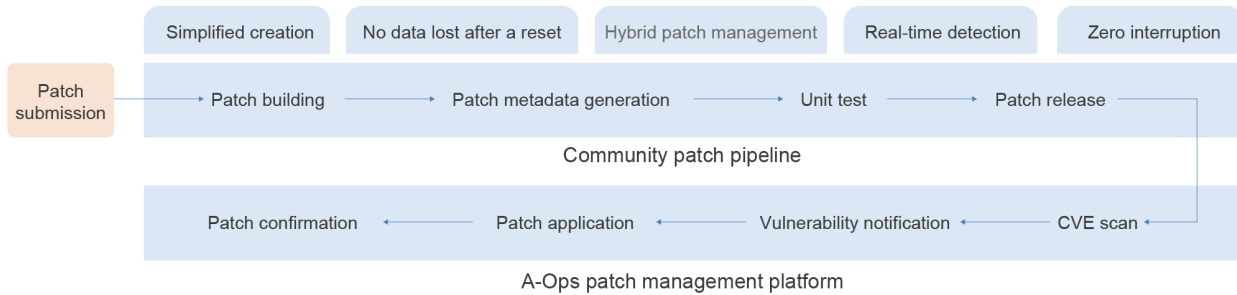 Simplified creation
No data lost after a reset
Hybrid patch management
Real-time detection
Zero interruption
Patch
submission
Patch building
Patch metadata generation
Unit test
Patch release
Community patch pipeline
Patch confirmation
Patch application
Vulnerability notification
CVE scan
A-Ops patch management platform